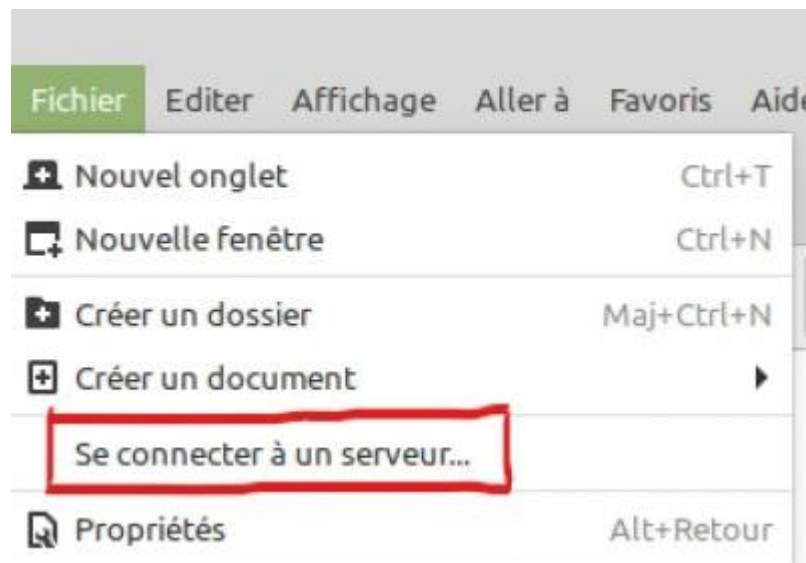 Fichier Editer Affichage Aller à Favoris Aide
Nouvel onglet Ctrl+T
Nouvelle fenêtre Ctrl+N
Créer un dossier Maj+Ctrl+N
Créer un document
Se connecter à un serveur...
Propriétés Alt+Retour